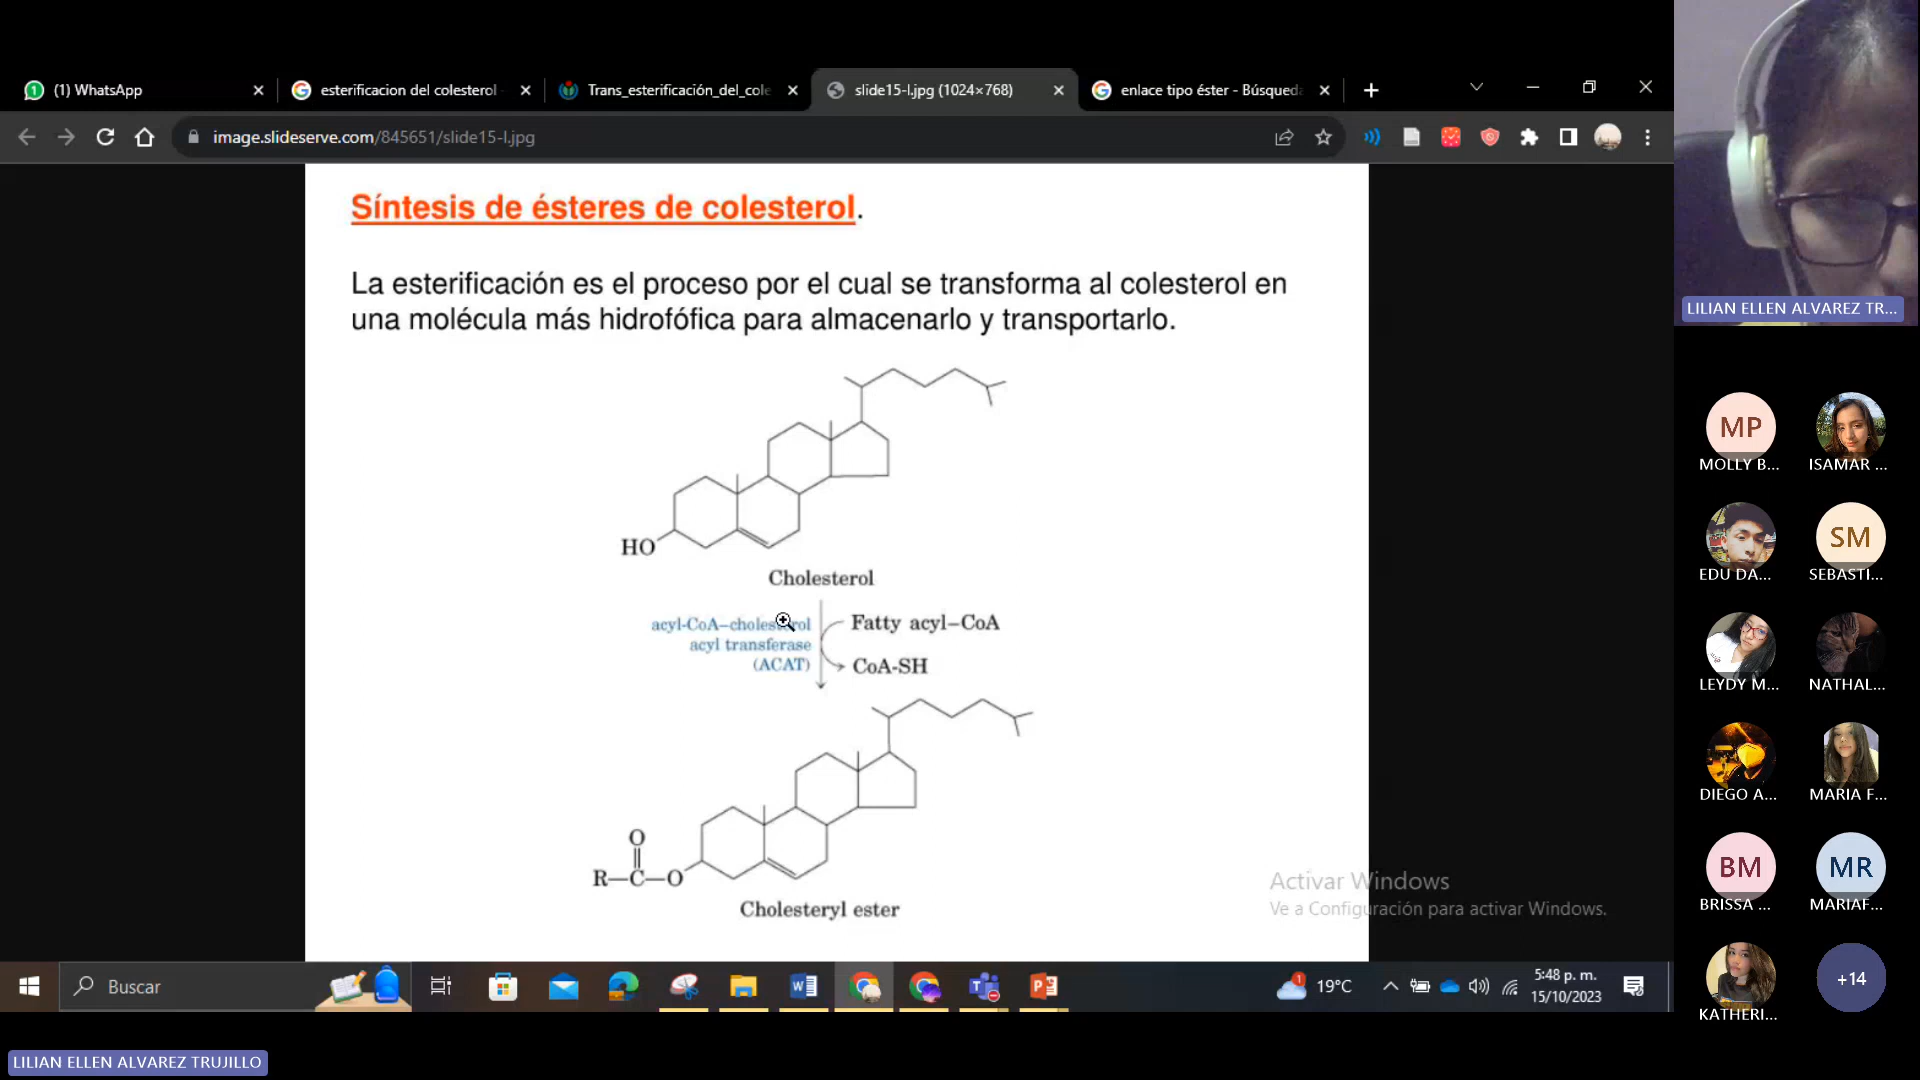 (1) WhatsApp
esterificacion del colesterol -
Trans_esterificación_del_cole
slide15-l.jpg (1024×768)
enlace tipo éster - Búsqueda
image.slideserve.com/845651/slide15-l.jpg
Síntesis de ésteres de colesterol.
La esterificación es el proceso por el cual se transforma al colesterol en
una molécula más hidrofófica para almacenarlo y transportarlo.
HO
Cholesterol
acyl-CoA–cholesterol
acyl transferase
(ACAT)
Fatty acyl–CoA
CoA-SH
O
R—C—O
Cholesteryl ester
Activar Windows
Ve a Configuración para activar Windows.
LILIAN ELLEN ALVAREZ TR...
MP
MOLLY B...
ISAMAR ...
EDU DA...
SM
SEBASTI...
LEYDY M...
NATHAL...
DIEGO A...
MARIA F...
BM
BRISSA ...
MR
MARIAF...
KATHERI...
+14
Buscar
1
19°C
5:48 p. m.
15/10/2023
LILIAN ELLEN ALVAREZ TRUJILLO